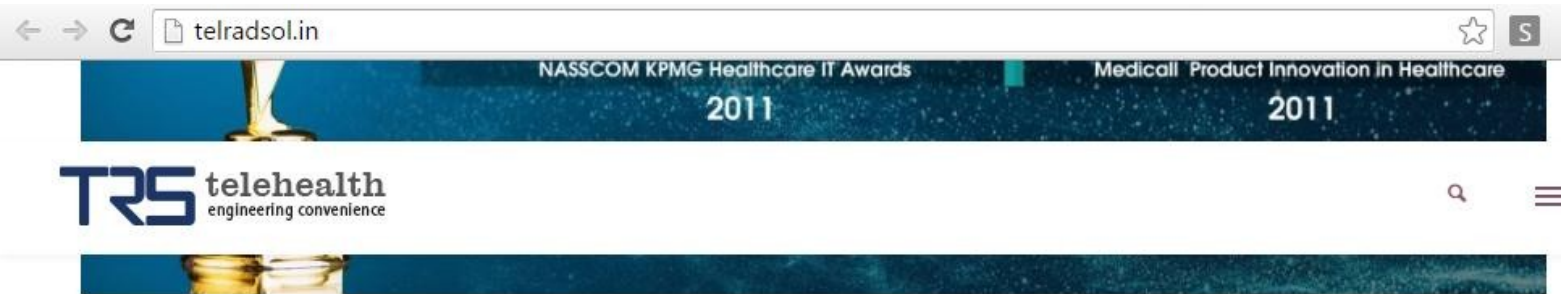 telradsol.in
S
NASSCOM KPMG Healthcare IT Awards
2011
Medicall Product Innovation in Healthcare
2011
TRS telehealth
engineering convenience